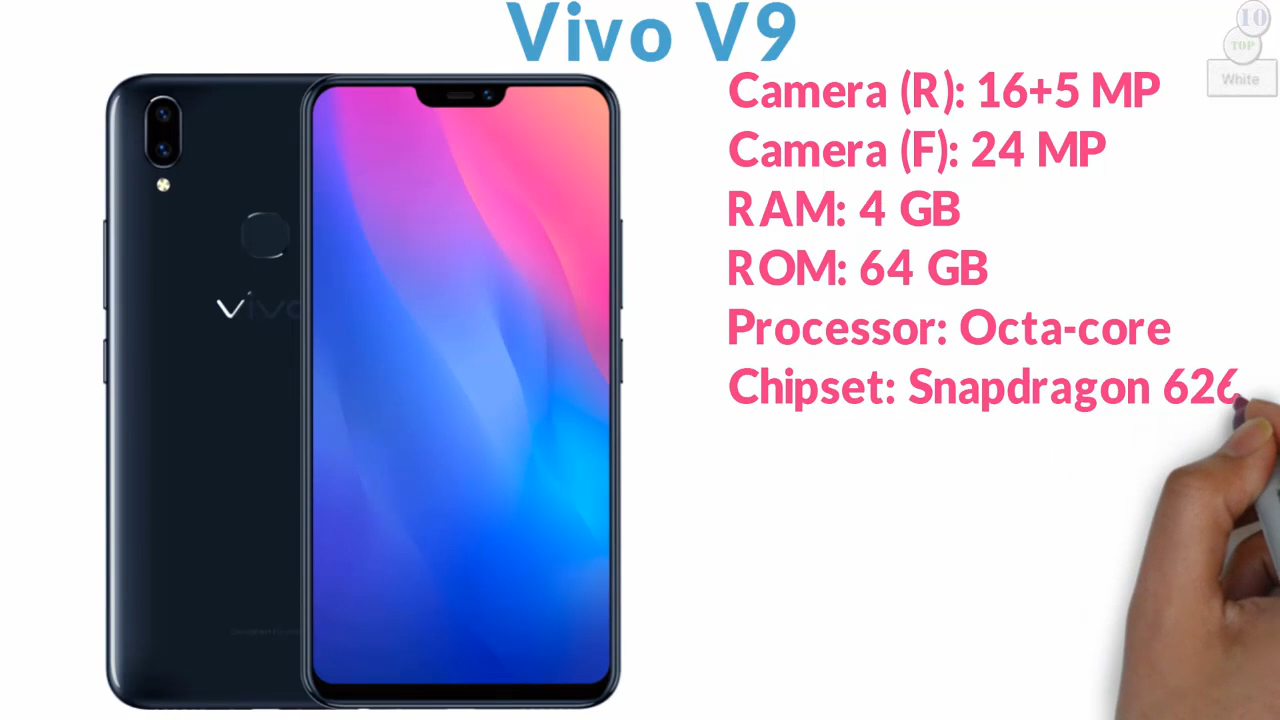 Vivo V9
10
TOP
White
Camera (R): 16+5 MP
Camera (F): 24 MP
RAM: 4 GB
ROM: 64 GB
Processor: Octa-core
Chipset: Snapdragon 626
vivo